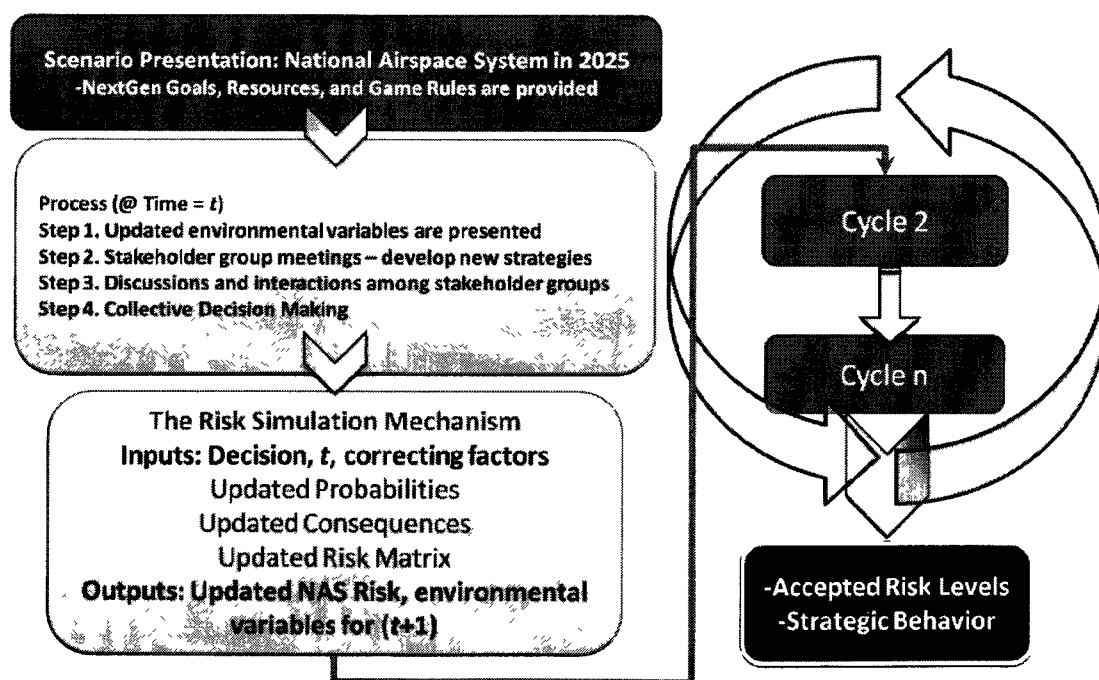 Scenario Presentation: National Airspace System in 2025
-NextGen Goals, Resources, and Game Rules are provided
Process (@ Time = t)
Step 1. Updated environmental variables are presented
Step 2. Stakeholder group meetings – develop new strategies
Step 3. Discussions and interactions among stakeholder groups
Step 4. Collective Decision Making
The Risk Simulation Mechanism
Inputs: Decision, t, correcting factors
Updated Probabilities
Updated Consequences
Updated Risk Matrix
Outputs: Updated NAS Risk, environmental
variables for (t+1)
Cycle 2
Cycle n
-Accepted Risk Levels
-Strategic Behavior